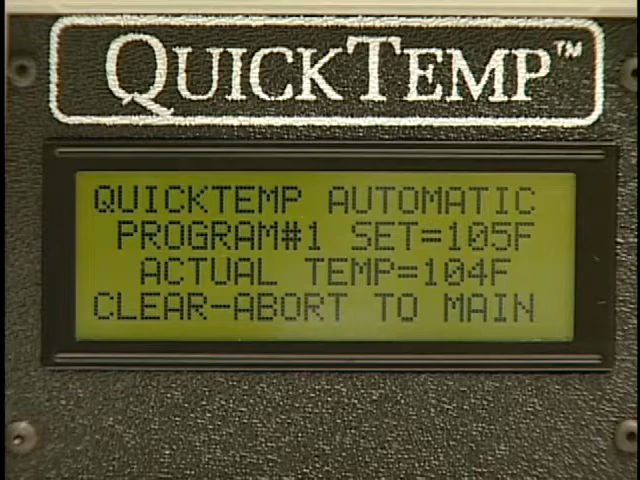 QUICKTEMP™
QUICKTEMP AUTOMATIC
PROGRAM#1 SET=105F
ACTUAL TEMP=104F
CLEAR-ABORT TO MAIN